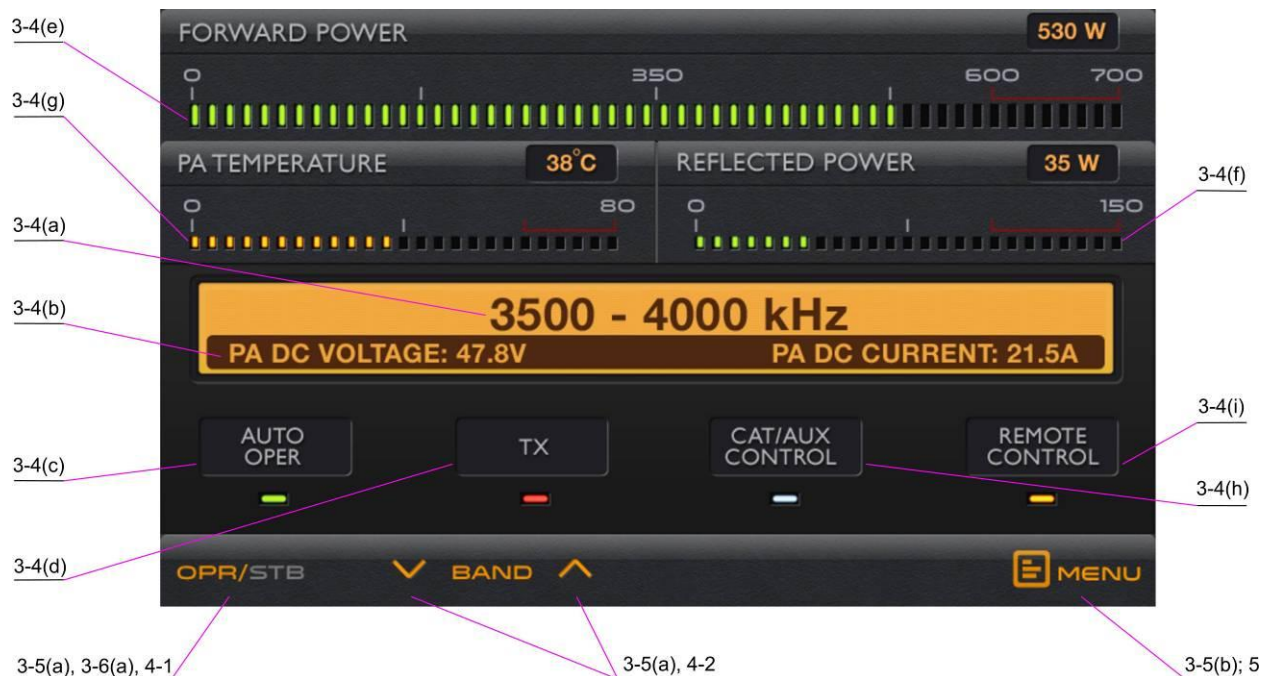 3-4(e)
FORWARD POWER
530 W
0 350 600 700
3-4(g)
PA TEMPERATURE
38°C
REFLECTED POWER
35 W
3-4(f)
0 80
0 150
3-4(a)
3500 - 4000 kHz
3-4(b)
PA DC VOLTAGE: 47.8V
PA DC CURRENT: 21.5A
3-4(i)
AUTO
OPER
TX
CAT/AUX
CONTROL
REMOTE
CONTROL
3-4(c)
3-4(h)
3-4(d)
OPR/STB
BAND
MENU
3-5(a), 3-6(a), 4-1
3-5(a), 4-2
3-5(b); 5